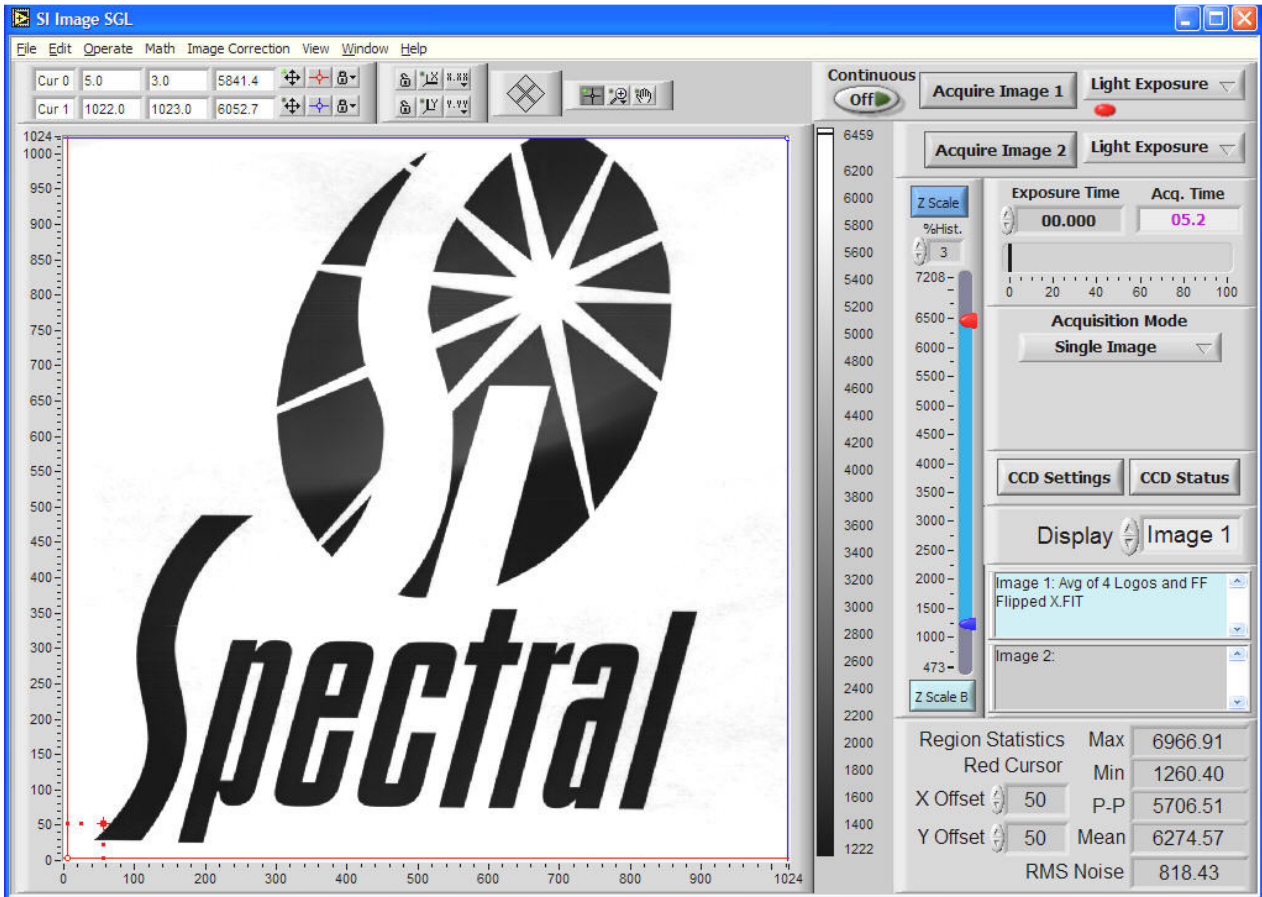 SI Image SGL
File Edit Operate Math Image Correction View Window Help
Cur 0 5.0 3.0 5841.4
Cur 1 1022.0 1023.0 6052.7
X X.XX
Y Y.YY
Continuous
Off
Acquire Image 1
Light Exposure
Acquire Image 2
Light Exposure
1024
1000
950
900
850
800
750
700
650
600
550
500
450
400
350
300
250
200
150
100
50
0
0 100 200 300 400 500 600 700 800 900 1024
Si
Spectral
6459
6200
6000
5800
5600
5400
5200
5000
4800
4600
4400
4200
4000
3800
3600
3400
3200
3000
2800
2600
2400
2200
2000
1800
1600
1400
1222
Z Scale
%Hist.
3
7208
6500
6000
5500
5000
4500
4000
3500
3000
2500
2000
1500
1000
473
Z Scale B
Exposure Time Acq. Time
00.000 05.2
0 20 40 60 80 100
Acquisition Mode
Single Image
CCD Settings CCD Status
Display Image 1
Image 1: Avg of 4 Logos and FF
Flipped X.FIT
Image 2:
Region Statistics Max 6966.91
Red Cursor Min 1260.40
X Offset 50 P-P 5706.51
Y Offset 50 Mean 6274.57
RMS Noise 818.43